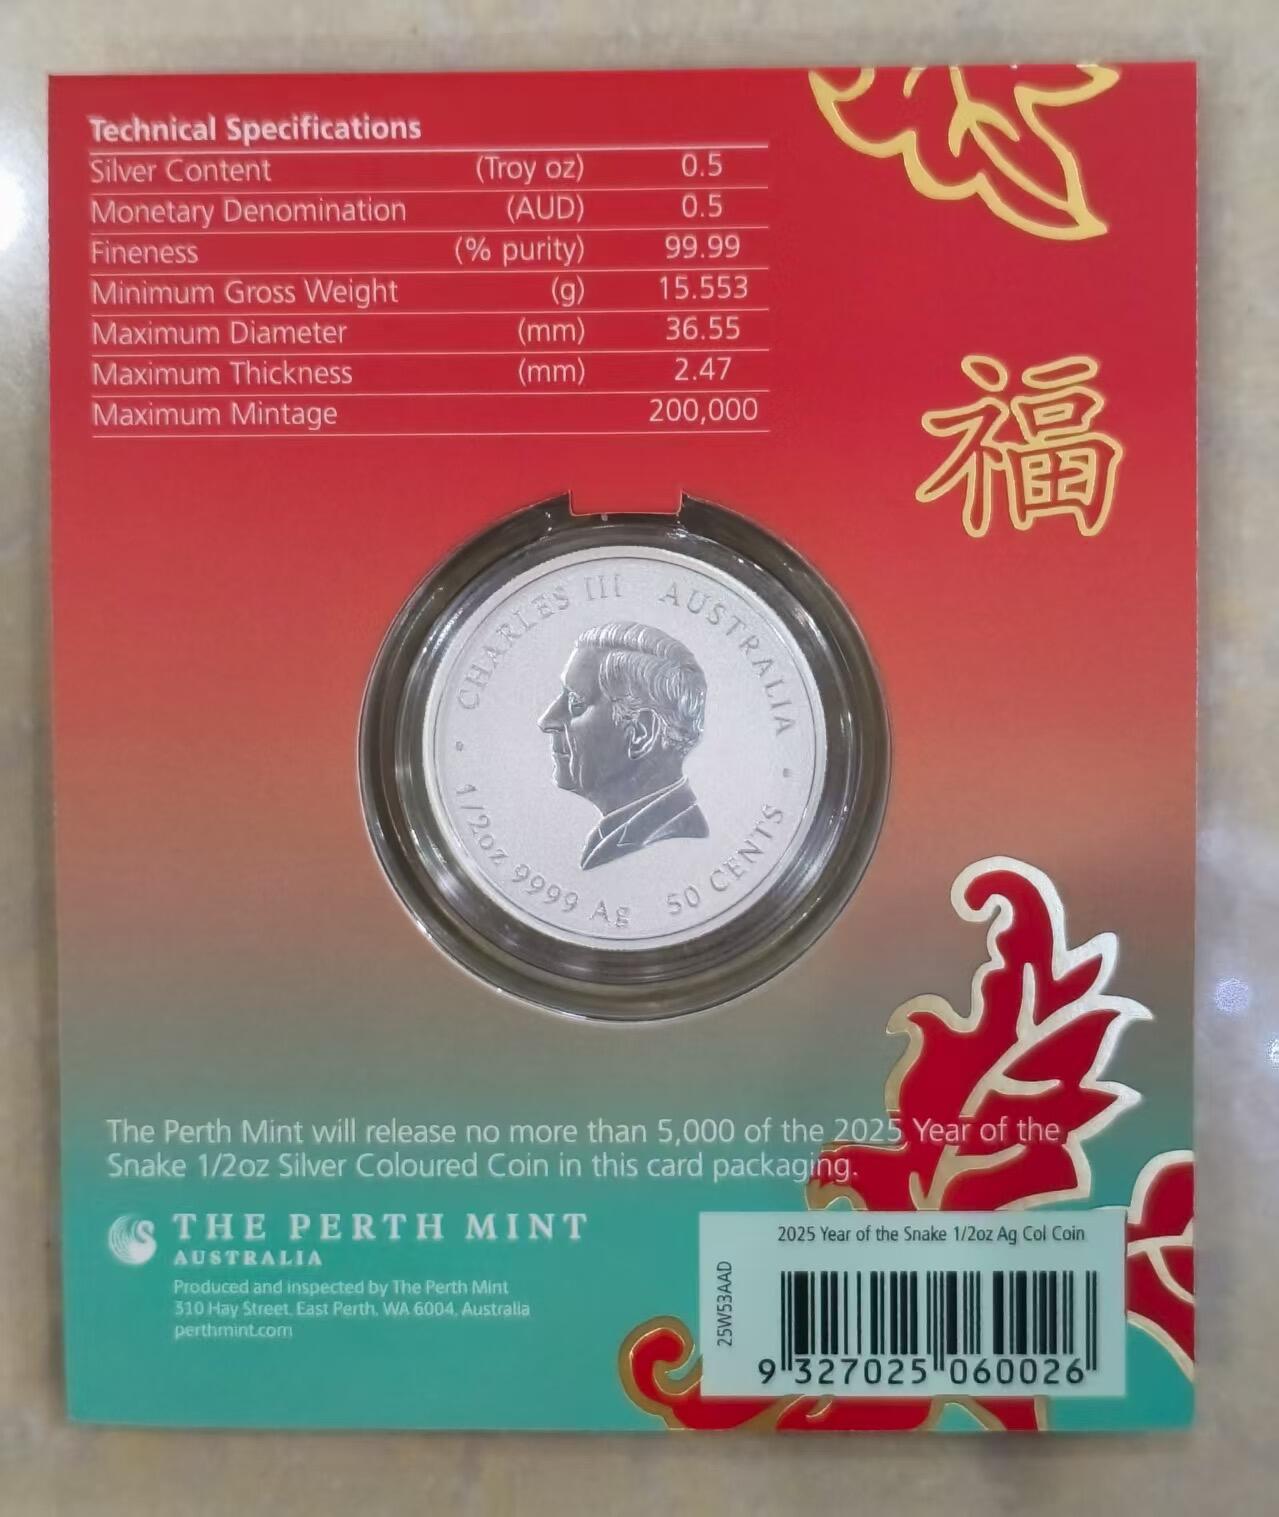 Technical Specifications
Silver Content (Troy oz) 0.5
Monetary Denomination (AUD) 0.5
Fineness (% purity) 99.99
Minimum Gross Weight (g) 15.553
Maximum Diameter (mm) 36.55
Maximum Thickness (mm) 2.47
Maximum Mintage 200,000
福
CHARLES III AUSTRALIA
1/2oz 9999 Ag 50 CENTS
The Perth Mint will release no more than 5,000 of the 2025 Year of the
Snake 1/2oz Silver Coloured Coin in this card packaging.
THE PERTH MINT
AUSTRALIA
Produced and inspected by The Perth Mint
310 Hay Street, East Perth, WA 6004, Australia
perthmint.com
2025 Year of the Snake 1/2oz Ag Col Coin
25W53AAD
9 327025 060026